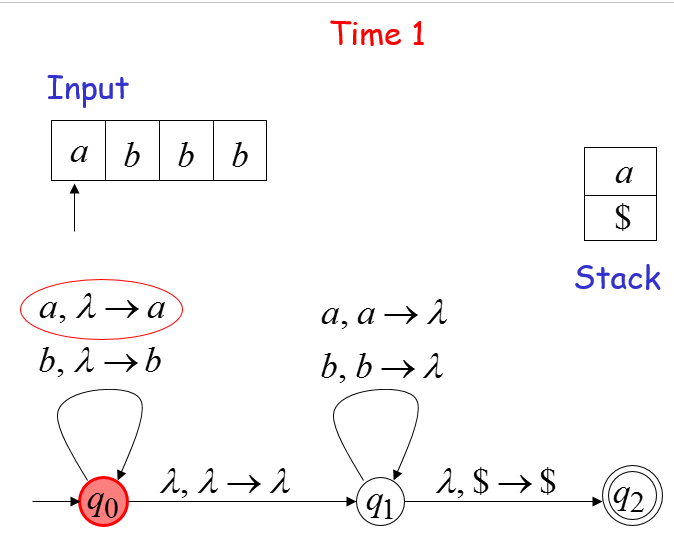 Time 1
Input
a b b b
a
$
Stack
a, λ → a
b, λ → b
a, a → λ
b, b → λ
λ, λ → λ
λ, $ → $
q0
q1
q2